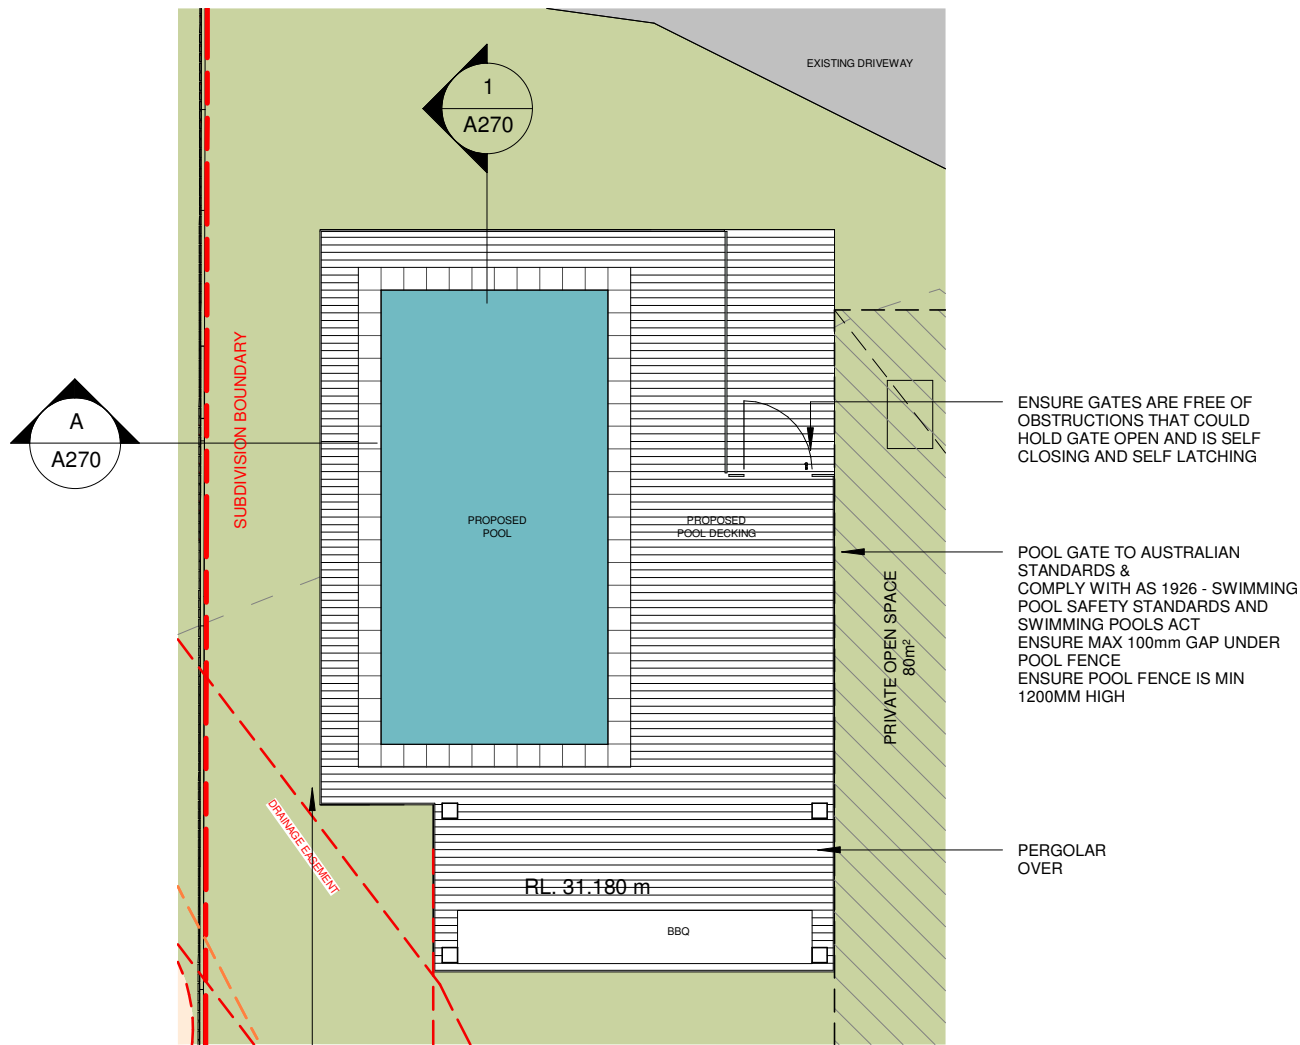 EXISTING DRIVEWAY
1
A270
SUBDIVISION BOUNDARY
A
A270
ENSURE GATES ARE FREE OF
OBSTRUCTIONS THAT COULD
HOLD GATE OPEN AND IS SELF
CLOSING AND SELF LATCHING
PROPOSED
POOL
PROPOSED
POOL DECKING
POOL GATE TO AUSTRALIAN
STANDARDS &
COMPLY WITH AS 1926 - SWIMMING
POOL SAFETY STANDARDS AND
SWIMMING POOLS ACT
ENSURE MAX 100mm GAP UNDER
POOL FENCE
ENSURE POOL FENCE IS MIN
1200MM HIGH
PRIVATE OPEN SPACE
80m²
DRAINAGE EASEMENT
PERGOLAR
OVER
RL. 31.180 m
BBQ